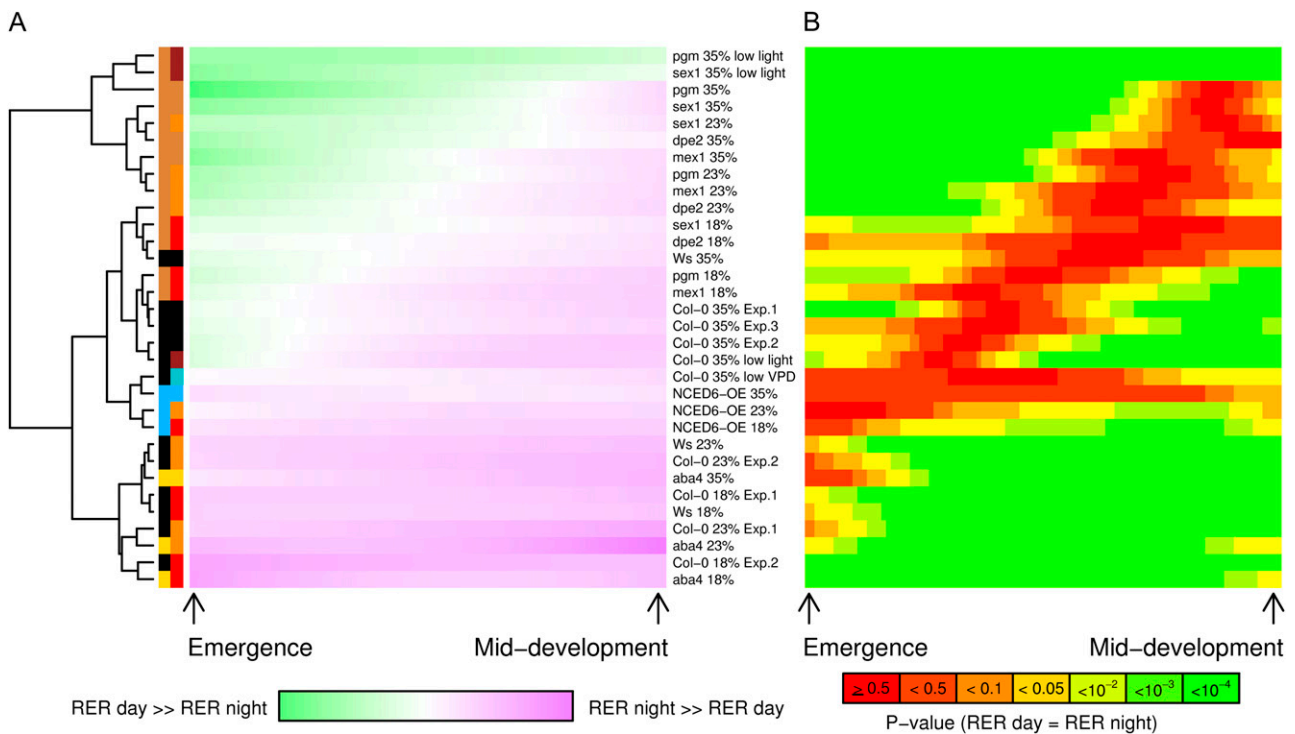 A
B
pgm 35% low light
sex1 35% low light
pgm 35%
sex1 35%
sex1 23%
dpe2 35%
mex1 35%
pgm 23%
mex1 23%
dpe2 23%
sex1 18%
dpe2 18%
Ws 35%
pgm 18%
mex1 18%
Col−0 35% Exp.1
Col−0 35% Exp.3
Col−0 35% Exp.2
Col−0 35% low light
Col−0 35% low VPD
NCED6−OE 35%
NCED6−OE 23%
NCED6−OE 18%
Ws 23%
Col−0 23% Exp.2
aba4 35%
Col−0 18% Exp.1
Ws 18%
Col−0 23% Exp.1
aba4 23%
Col−0 18% Exp.2
aba4 18%
Emergence Mid−development
Emergence Mid−development
RER day >> RER night RER night >> RER day
≥ 0.5 < 0.5 < 0.1 < 0.05 <10⁻² <10⁻³ <10⁻⁴
P−value (RER day = RER night)